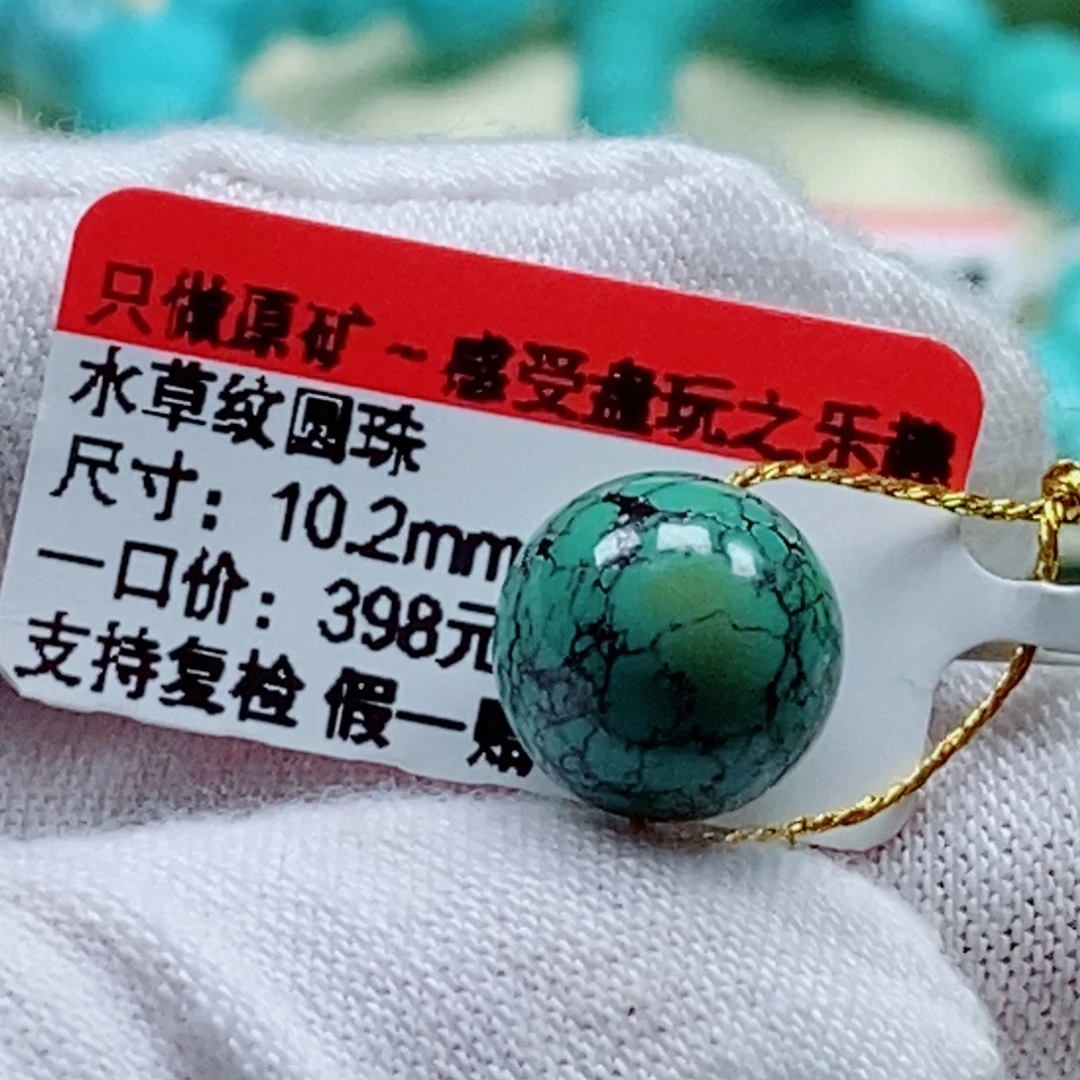 只做原矿～感受盘玩之乐趣
水草纹圆珠
尺寸：10.2mm
一口价：398元
支持复检 假一赔